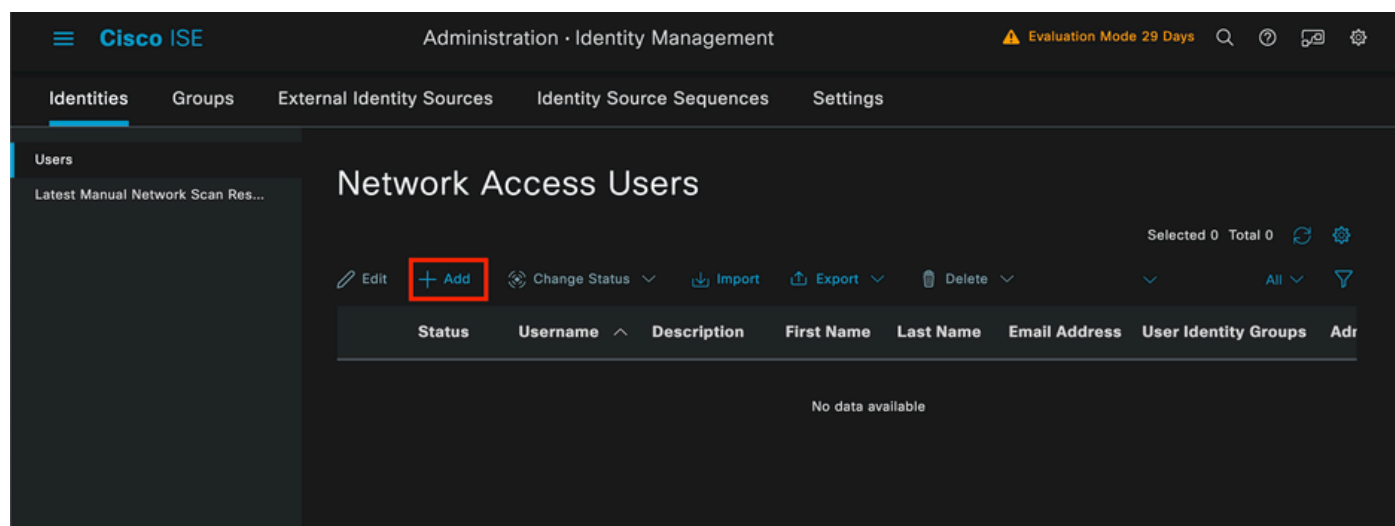 Cisco ISE
Administration · Identity Management
Evaluation Mode 29 Days
Identities Groups External Identity Sources Identity Source Sequences Settings
Users
Latest Manual Network Scan Res...
Network Access Users
Selected 0 Total 0
Edit Add Change Status Import Export Delete All
Status Username Description First Name Last Name Email Address User Identity Groups Adr
No data available